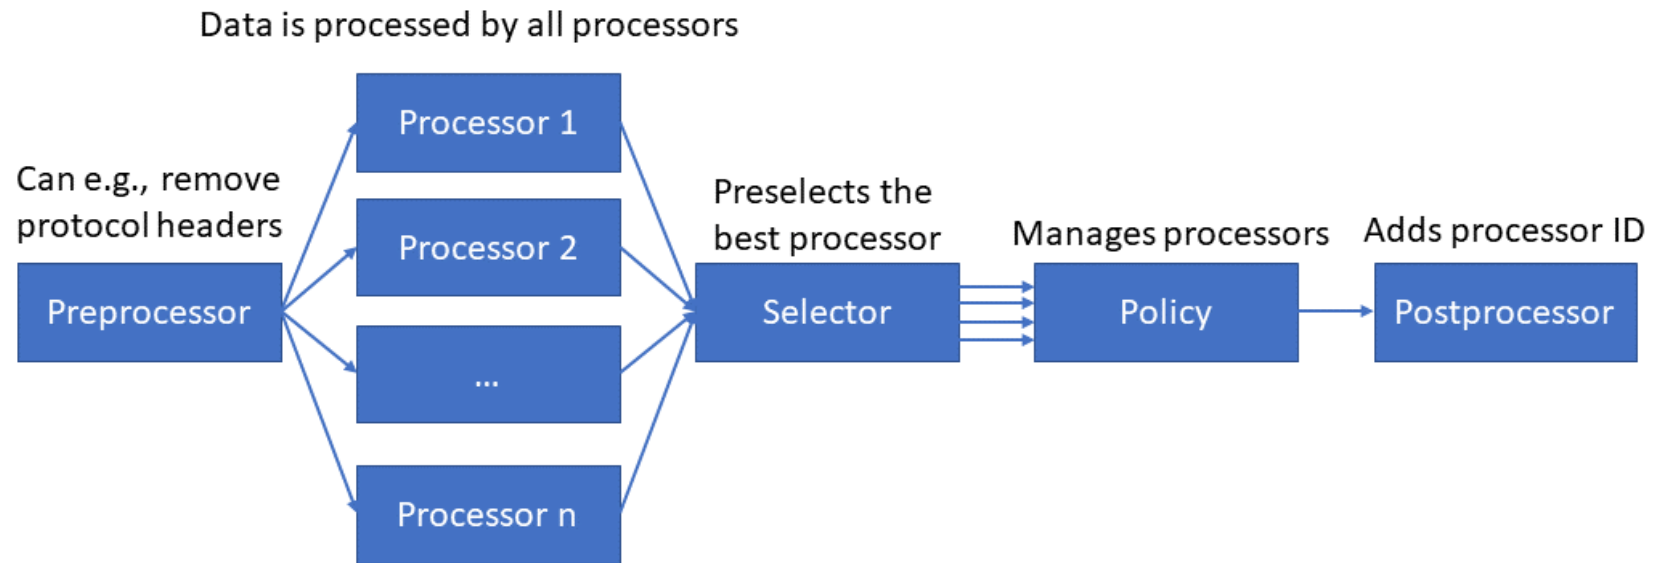 Data is processed by all processors
Processor 1
Can e.g., remove
protocol headers
Preprocessor
Processor 2
...
Processor n
Preselects the
best processor
Selector
Manages processors
Policy
Adds processor ID
Postprocessor